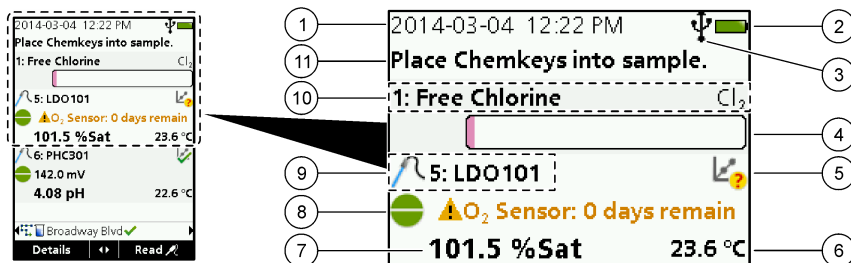 2014-03-04 12:22 PM
Place Chemkeys into sample.
1: Free Chlorine Cl₂
5: LDO101
O₂ Sensor: 0 days remain
101.5 %Sat 23.6 °C
6: PHC301
142.0 mV
4.08 pH 22.6 °C
Broadway Blvd
Details Read
1 2014-03-04 12:22 PM 2
11 Place Chemkeys into sample. 3
10 1: Free Chlorine Cl₂
4
9 5: LDO101 ? 5
8 O₂ Sensor: 0 days remain
7 101.5 %Sat 23.6 °C 6